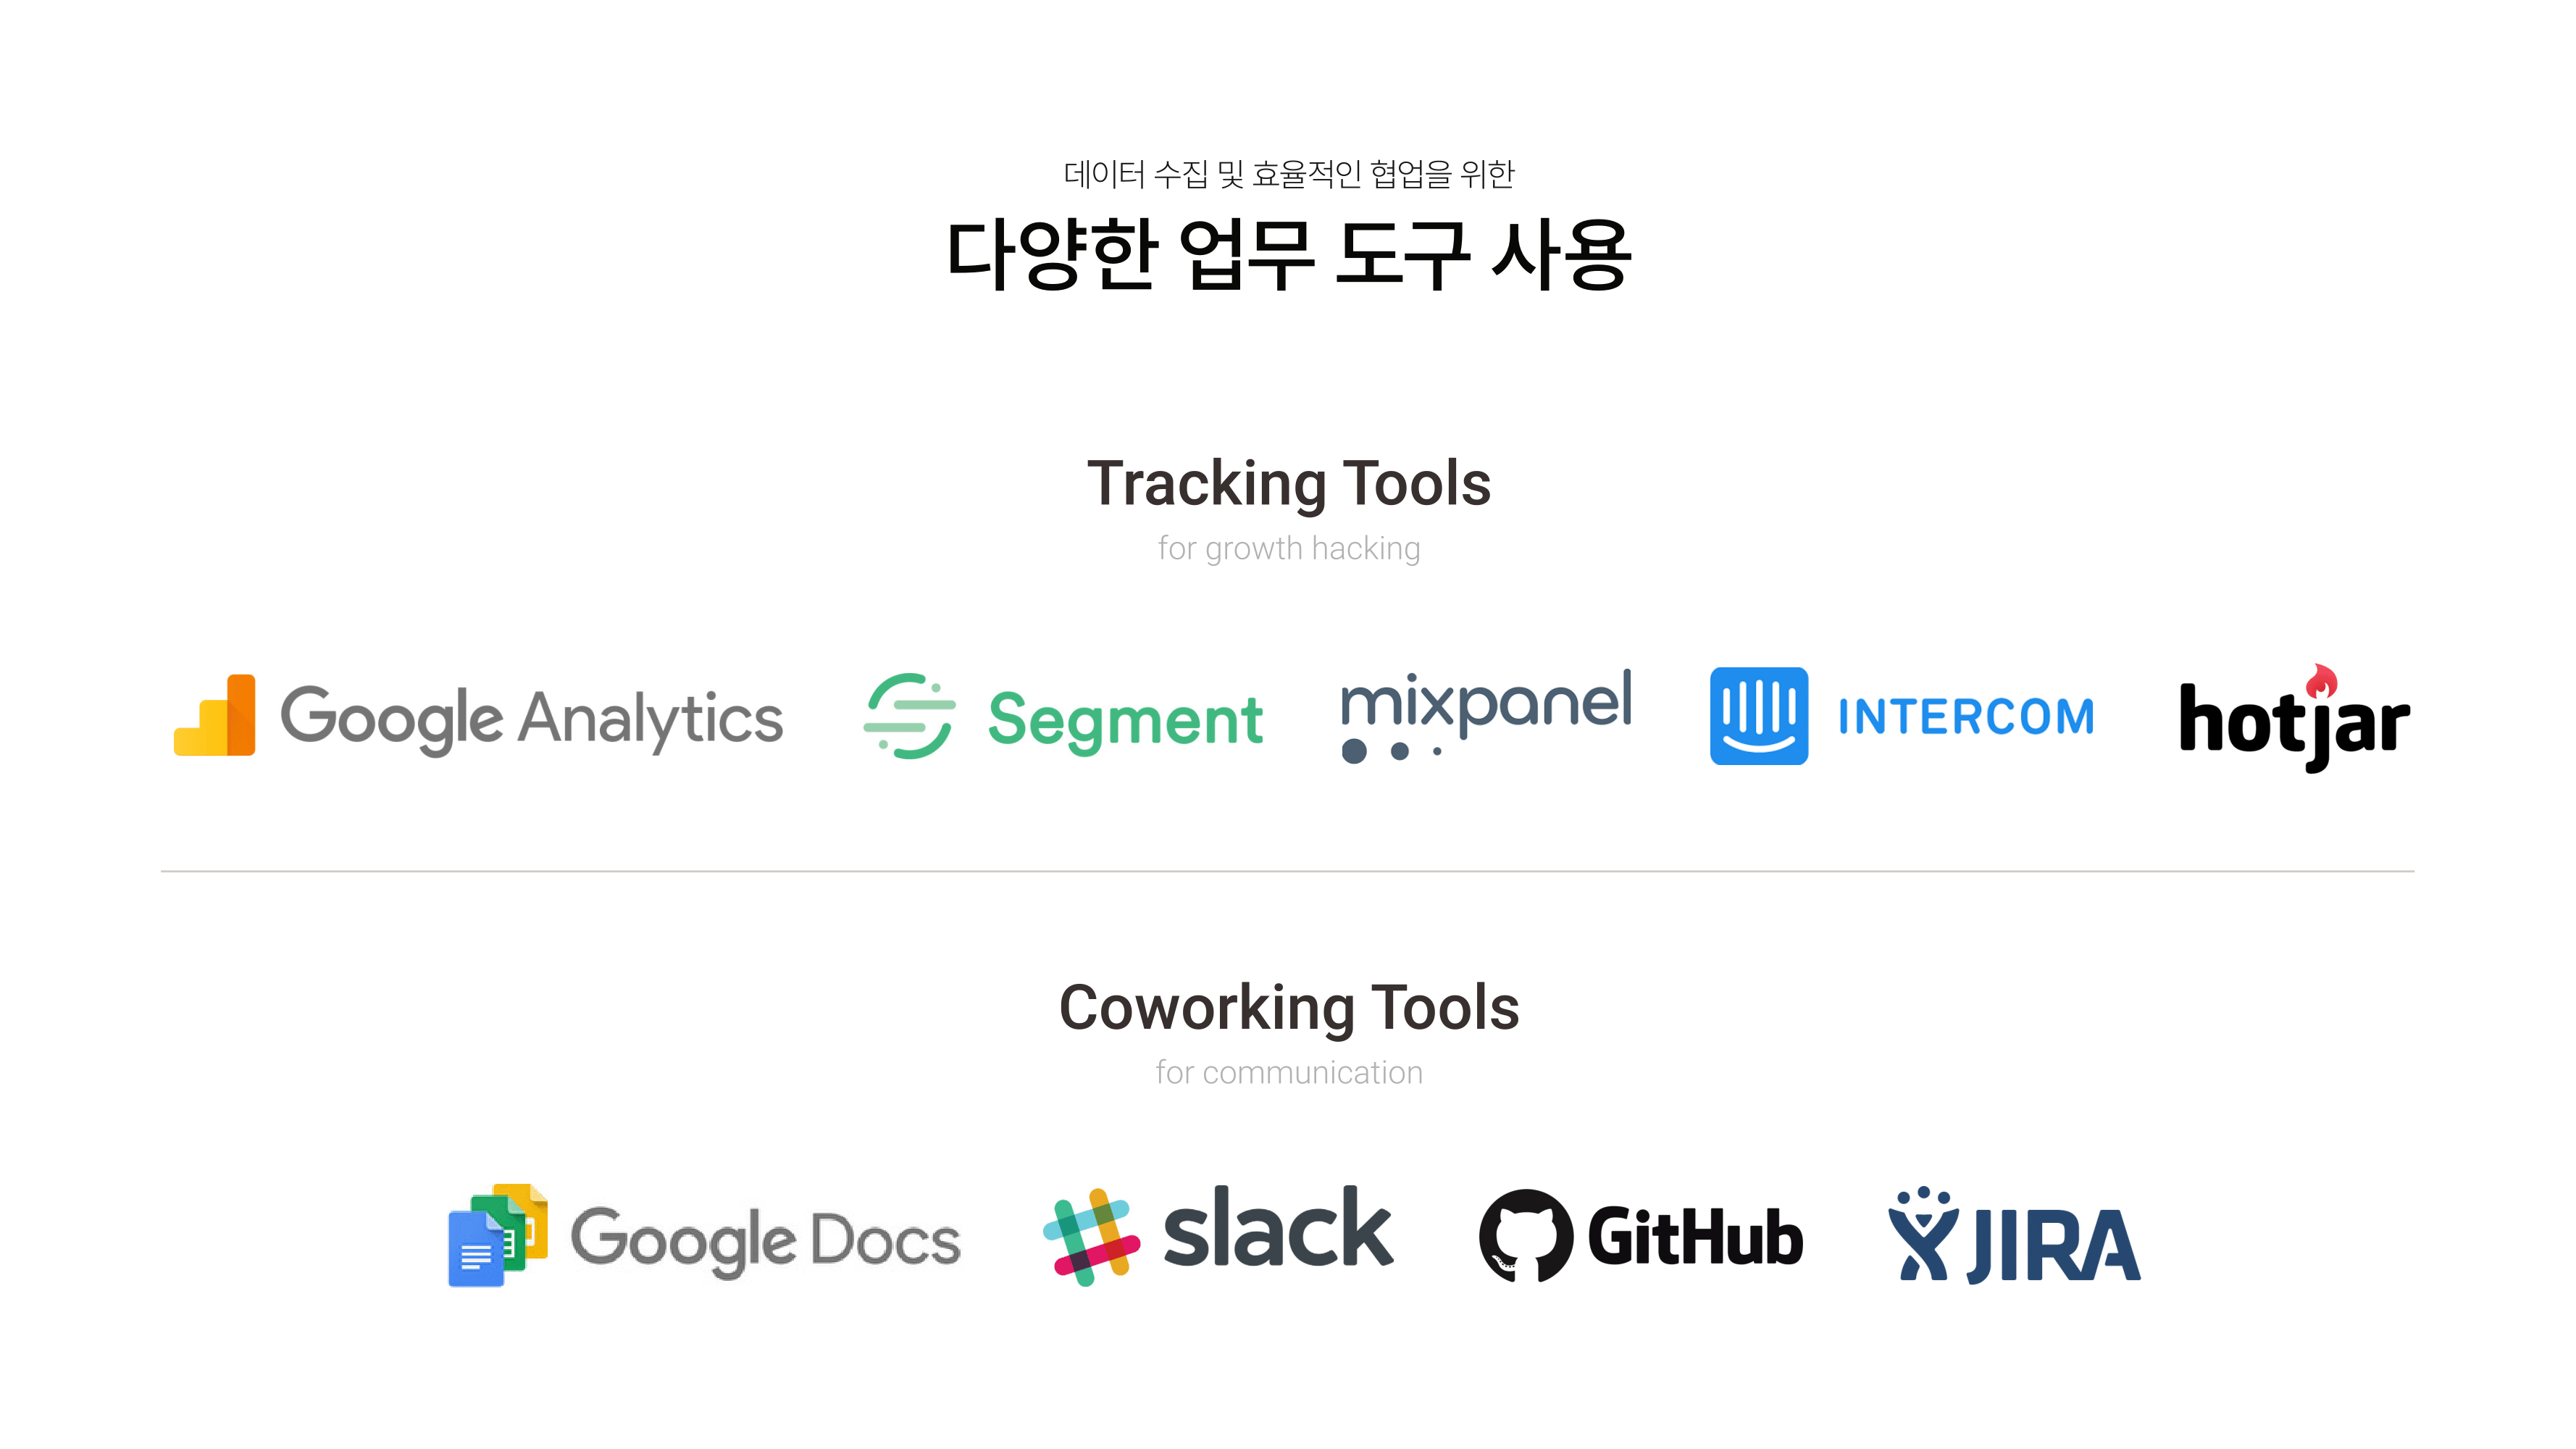 데이터 수집 및 효율적인 협업을 위한
다양한 업무 도구 사용
Tracking Tools
for growth hacking
Google Analytics Segment mixpanel INTERCOM hotjar
Coworking Tools
for communication
Google Docs slack GitHub JIRA